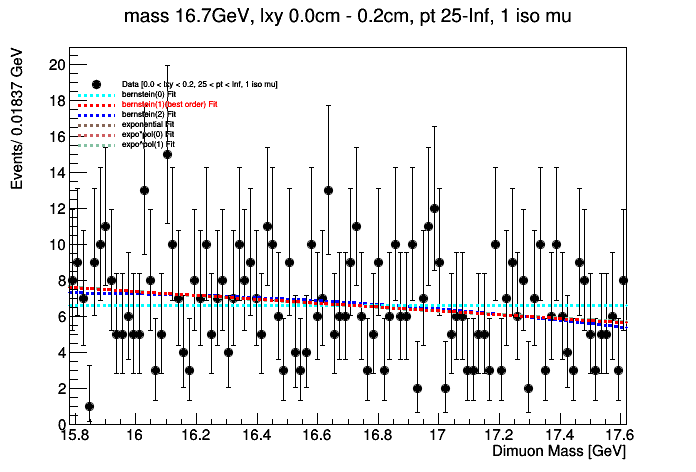 mass 16.7GeV, lxy 0.0cm - 0.2cm, pt 25-Inf, 1 iso mu
Events/ 0.01837 GeV
20
18
16
14
12
10
8
6
4
2
0
Data [0.0 < lxy < 0.2, 25 < pt < Inf, 1 iso mu]
bernstein(0) Fit
bernstein(1)(best order) Fit
bernstein(2) Fit
exponential Fit
expo*pol(0) Fit
expo*pol(1) Fit
15.8 16 16.2 16.4 16.6 16.8 17 17.2 17.4 17.6
Dimuon Mass [GeV]